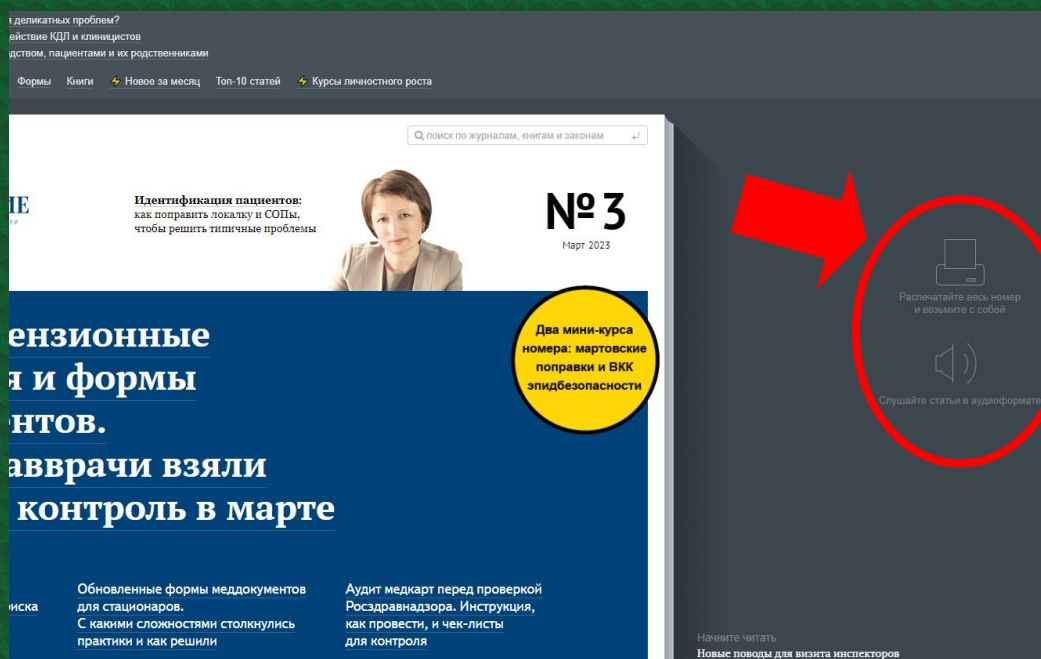 деликатных проблем?
ействие КДЛ и клиницистов
дством, пациентами и их родственниками
Формы Книги Новое за месяц Топ-10 статей Курсы личностного роста
поиск по журналам, книгам и законам
ИЕ
Идентификация пациентов:
как поправить локалку и СОПы,
чтобы решить типичные проблемы
№ 3
Март 2023
Распечатайте весь номер
и возьмите с собой
Слушайте статьи в аудиоформате
Два мини-курса
номера: мартовские
поправки и ВКК
эпидбезопасности
ензионные
я и формы
нтов.
авврачи взяли
контроль в марте
иска
Обновленные формы меддокументов
для стационаров.
С какими сложностями столкнулись
практики и как решили
Аудит медкарт перед проверкой
Росздравнадзора. Инструкция,
как провести, и чек-листы
для контроля
Начните читать
Новые поводы для визита инспекторов